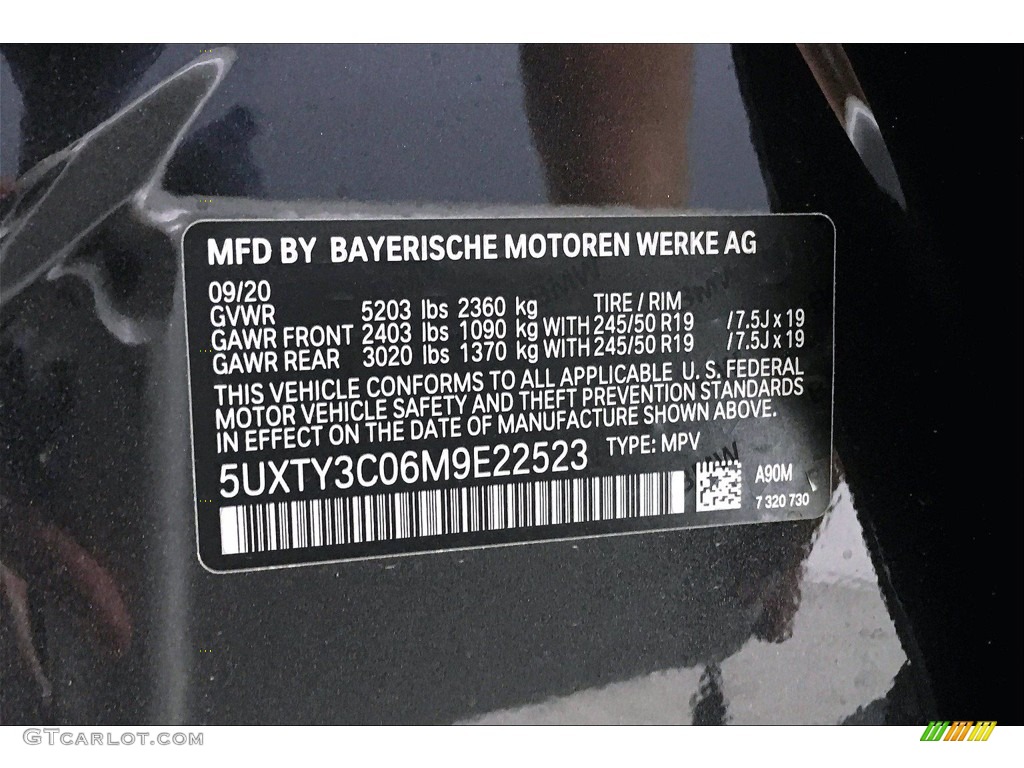 MFD BY BAYERISCHE MOTOREN WERKE AG
09/20
GVWR 5203 lbs 2360 kg TIRE / RIM
GAWR FRONT 2403 lbs 1090 kg WITH 245/50 R19 /7.5J x 19
GAWR REAR 3020 lbs 1370 kg WITH 245/50 R19 /7.5J x 19
THIS VEHICLE CONFORMS TO ALL APPLICABLE U.S. FEDERAL
MOTOR VEHICLE SAFETY AND THEFT PREVENTION STANDARDS
IN EFFECT ON THE DATE OF MANUFACTURE SHOWN ABOVE.
5UXTY3C06M9E22523 TYPE: MPV
A90M
7 320 730
BMW
BMW
BMW
GTCarLot.com